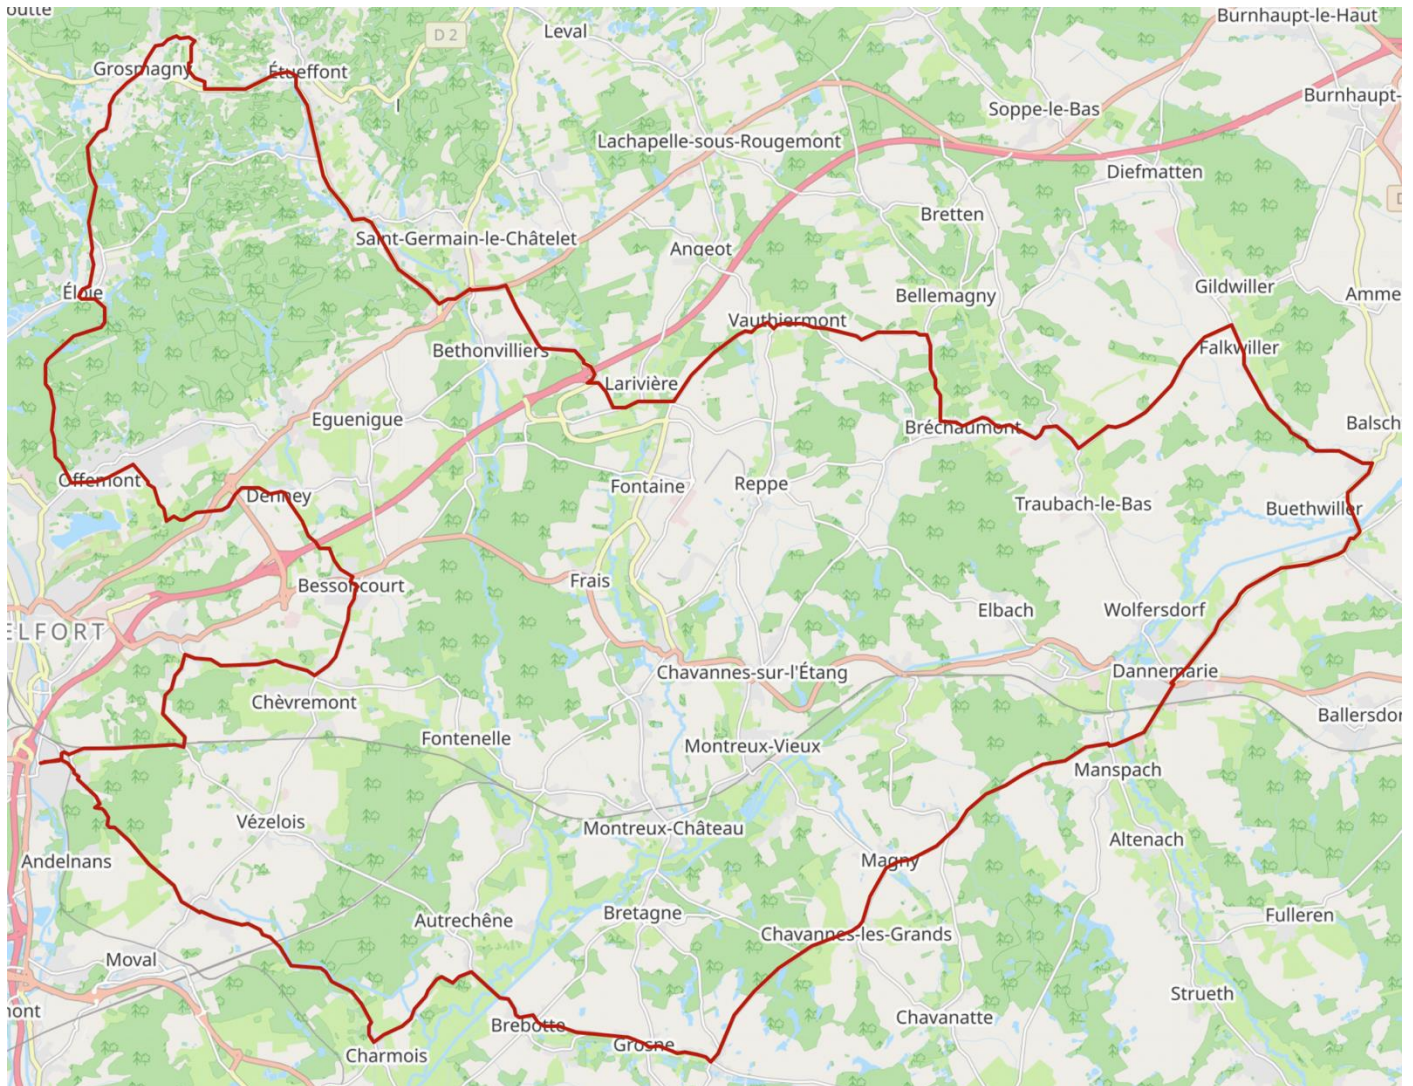 outte
Burnhaupt-le-Haut
Leval
D 2
Grosmagny
Étueffont
Soppe-le-Bas
Burnhaupt-
Lachapelle-sous-Rougemont
Diefmatten
D
Bretten
Saint-Germain-le-Châtelet
Angeot
Éloie
Bellemagny
Gildwiller
Amme
Vauthiermont
Bethonvilliers
Falkwiller
Larivière
Eguenigue
Bréchaumont
Balsch
Offemont
Denney
Fontaine
Reppe
Traubach-le-Bas
Buethwiller
Bessoncourt
Frais
Elbach
Wolfersdorf
ELFORT
Chavannes-sur-l'Étang
Dannemarie
Chèvremont
Ballersdor
Fontenelle
Montreux-Vieux
Manspach
Vézelois
Montreux-Château
Altenach
Andelnans
Magny
Autrechêne
Bretagne
Fulleren
Chavannes-les-Grands
Moval
Strueth
mont
Chavanatte
Brebotte
Grosne
Charmois